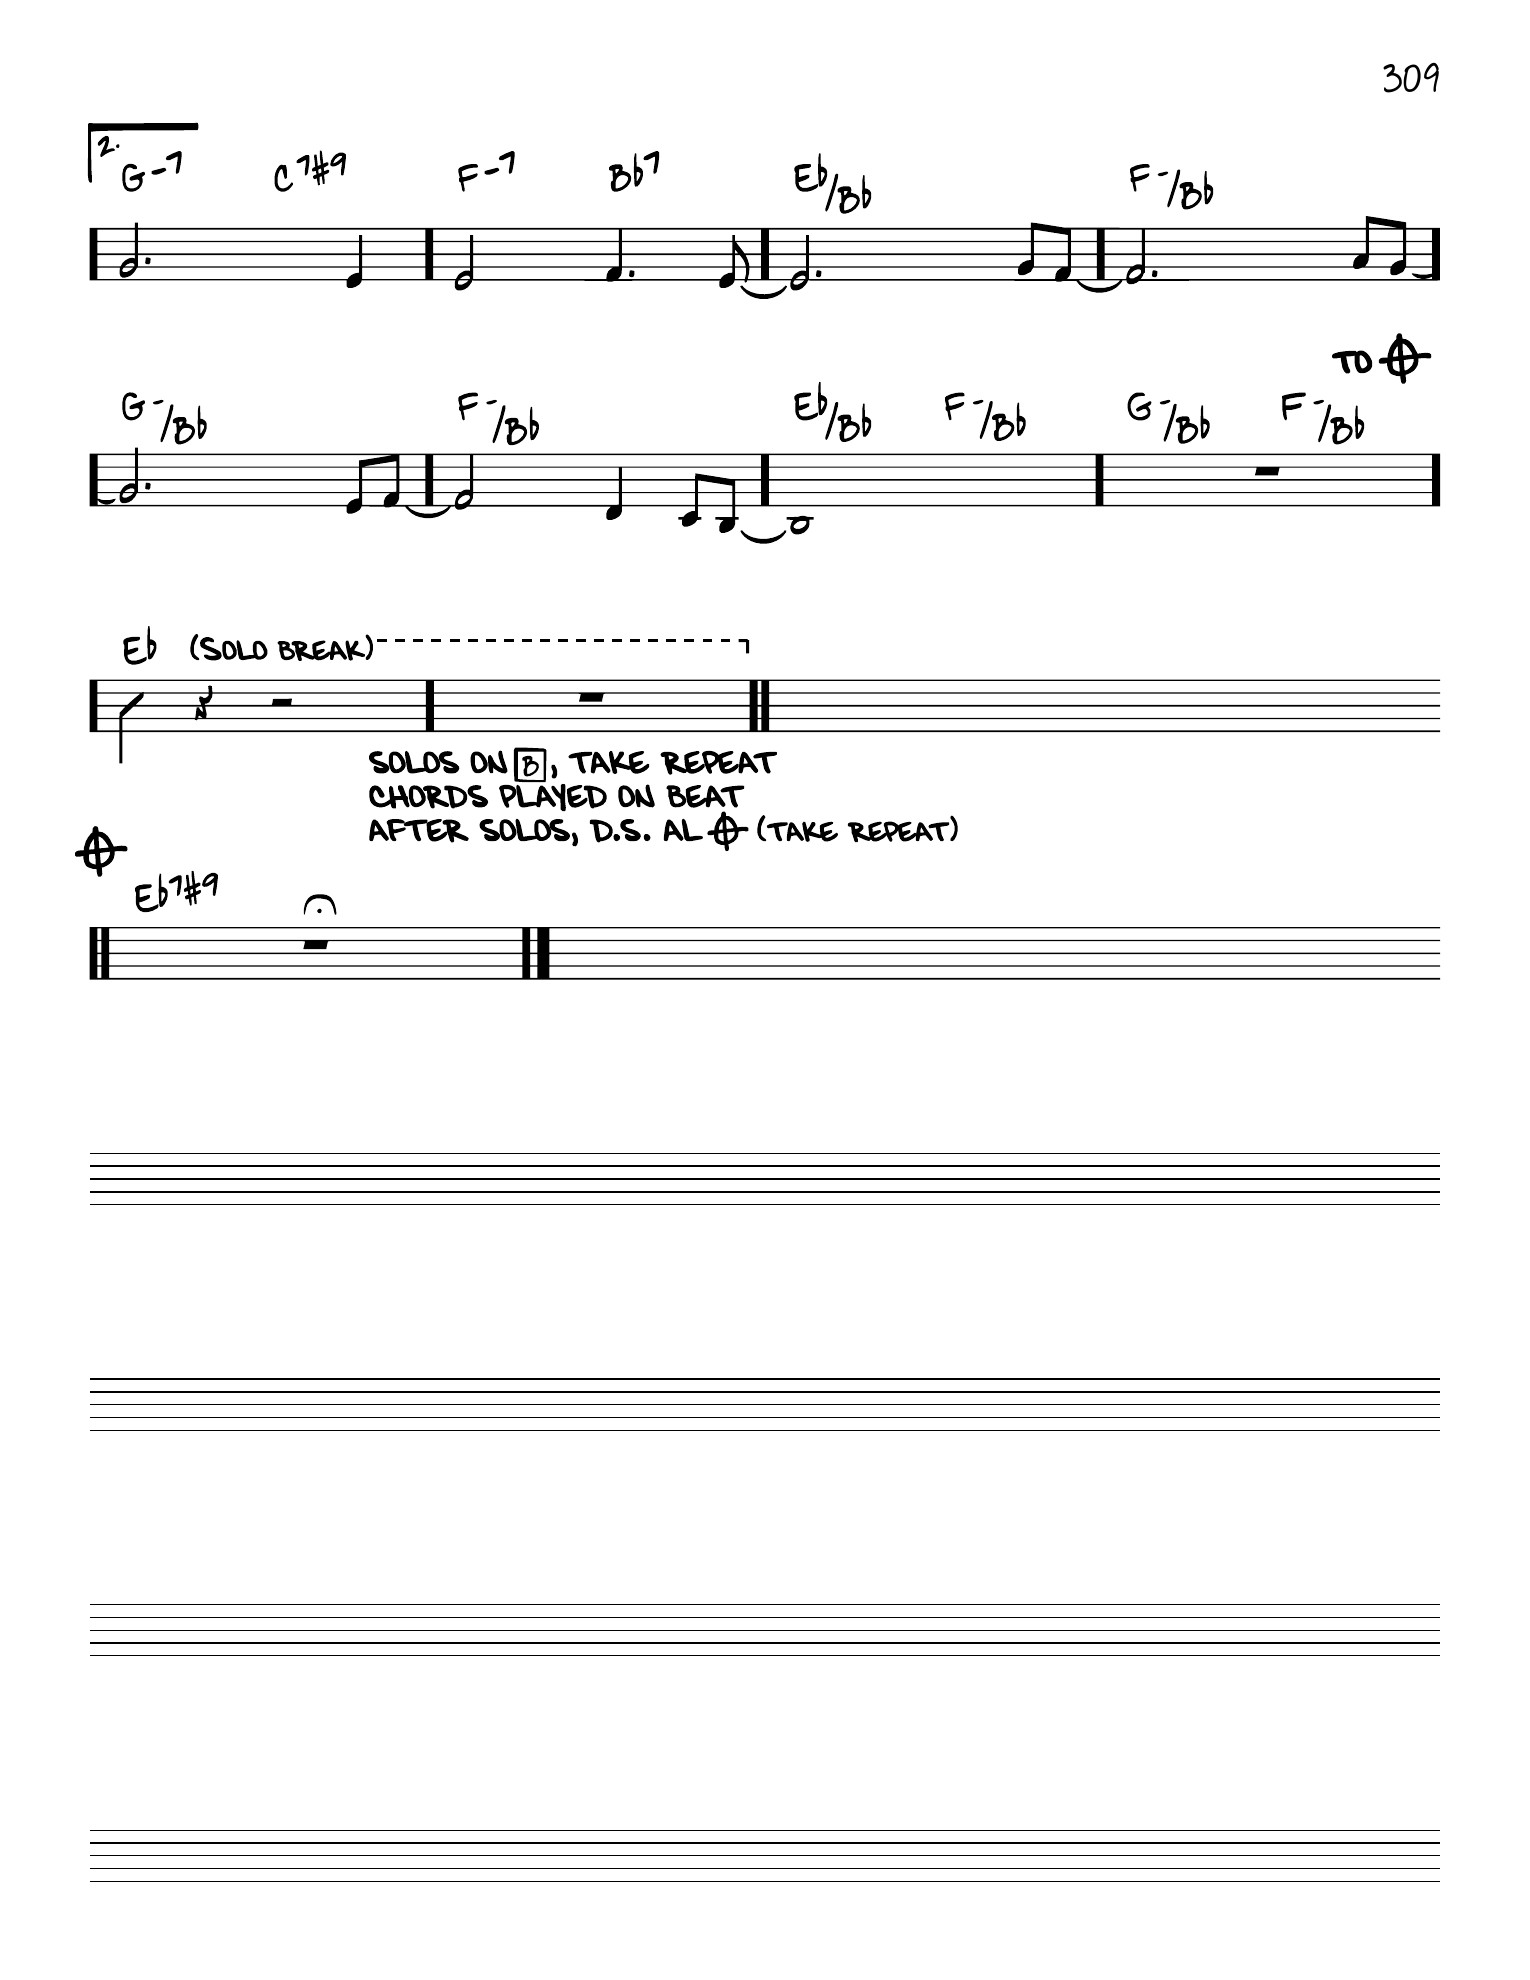 309
2.
G-7 C7#9 F-7 Bb7 Eb/Bb F-/Bb
TO
G-/Bb F-/Bb Eb/Bb F-/Bb G-/Bb F-/Bb
Eb (SOLO BREAK)
SOLOS ON B, TAKE REPEAT
CHORDS PLAYED ON BEAT
AFTER SOLOS, D.S. AL (TAKE REPEAT)
Eb7#9